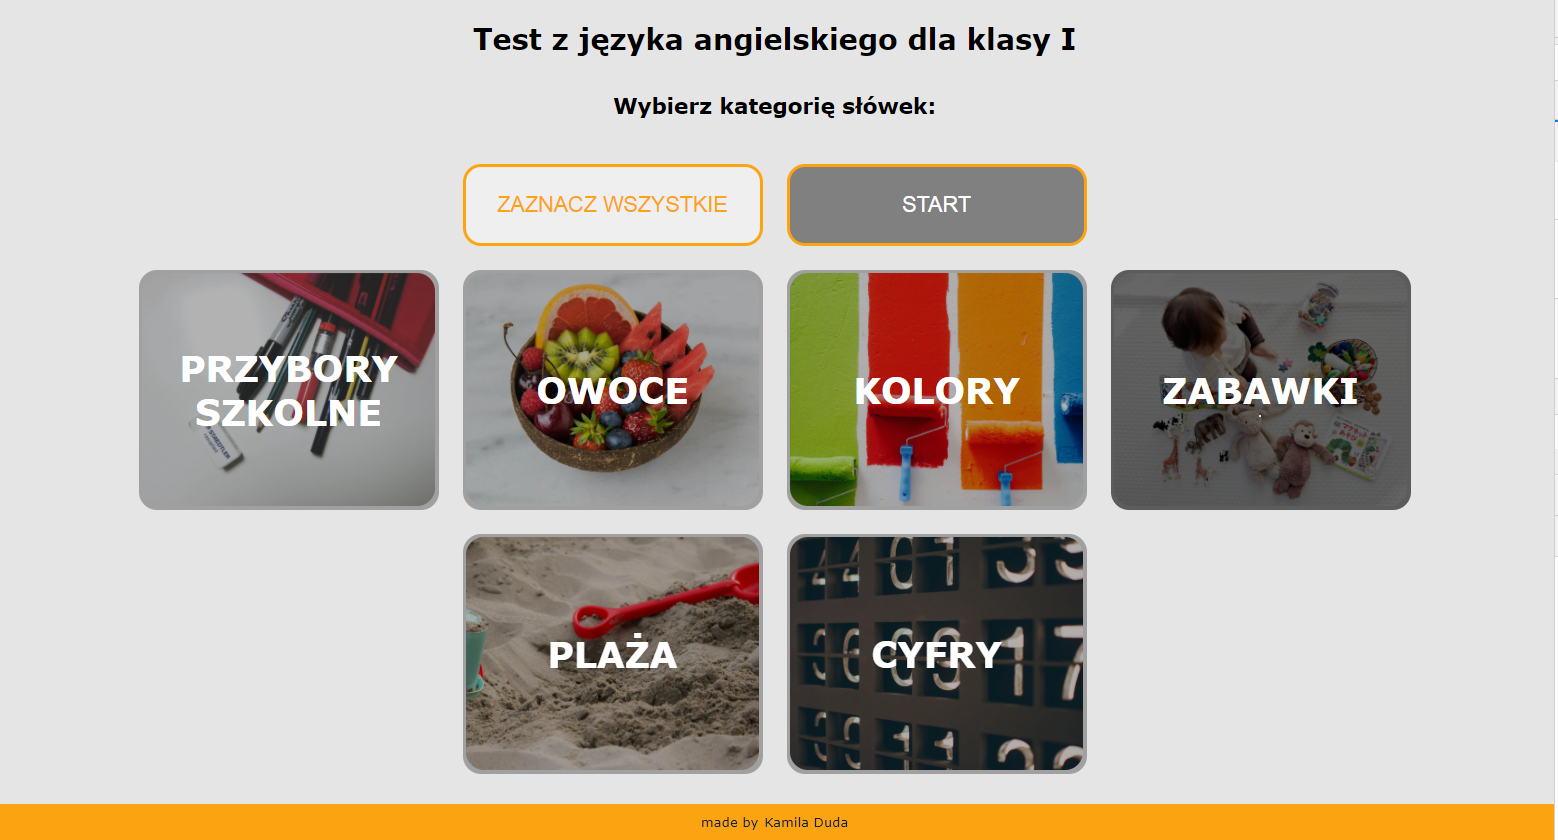 Test z języka angielskiego dla klasy I
Wybierz kategorię słówek:
ZAZNACZ WSZYSTKIE
START
PRZYBORY
SZKOLNE
OWOCE
KOLORY
ZABAWKI
STAEDTLER
PLAŻA
CYFRY
made by Kamila Duda